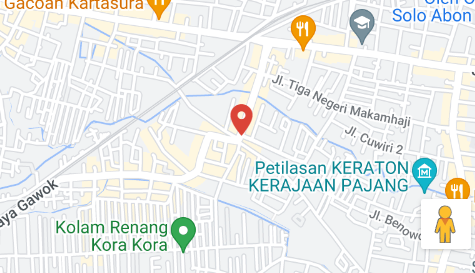 Gacoan Kartasura
Solo Abon
Jl. Tiga Negeri Makamhaji
Jl. Cuwiri 2
Petilasan KERATON
KERAJAAN PAJANG
aya Gawok
Jl. Benowo
Kolam Renang
Kora Kora